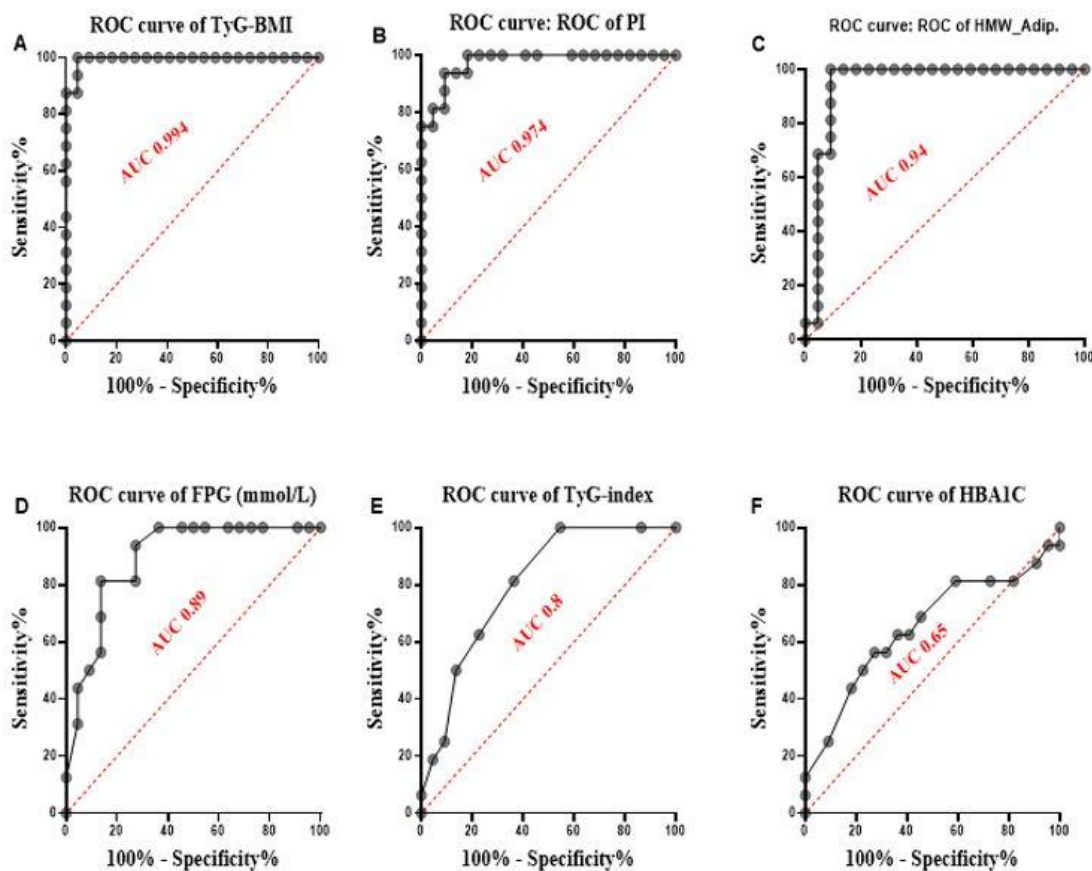 A
ROC curve of TyG-BMI
100
80
60
40
20
0
Sensitivity%
AUC 0.994
0 20 40 60 80 100
100% - Specificity%
B
ROC curve: ROC of PI
100
80
60
40
20
0
Sensitivity%
AUC 0.974
0 20 40 60 80 100
100% - Specificity%
C
ROC curve: ROC of HMW_Adip.
100
80
60
40
20
0
Sensitivity%
AUC 0.94
0 20 40 60 80 100
100% - Specificity%
D
ROC curve of FPG (mmol/L)
100
80
60
40
20
0
Sensitivity%
AUC 0.89
0 20 40 60 80 100
100% - Specificity%
E
ROC curve of TyG-index
100
80
60
40
20
0
Sensitivity%
AUC 0.8
0 20 40 60 80 100
100% - Specificity%
F
ROC curve of HBA1C
100
80
60
40
20
0
Sensitivity%
AUC 0.65
0 20 40 60 80 100
100% - Specificity%